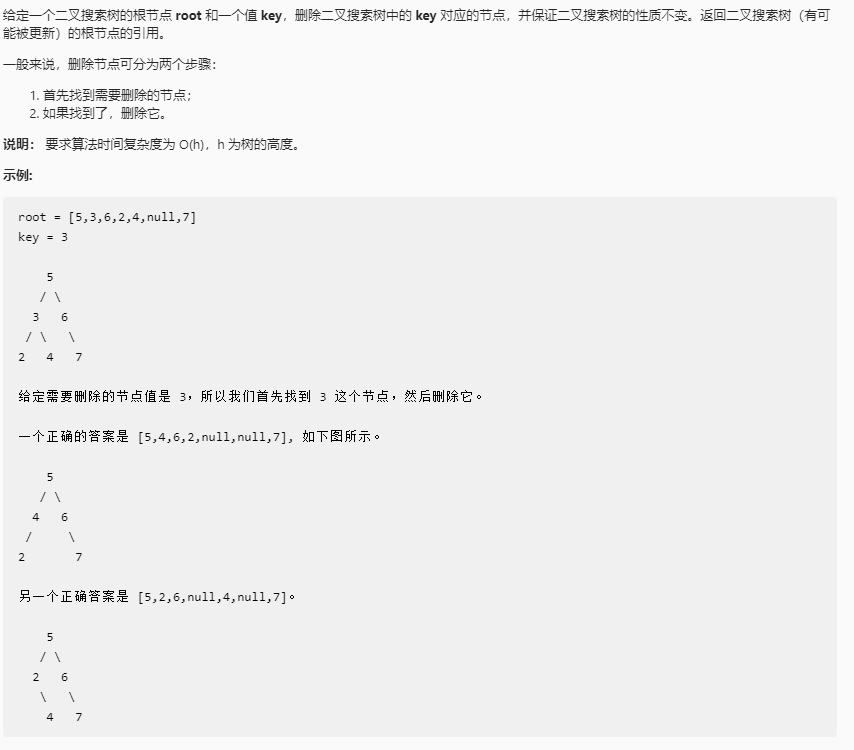 给定一个二叉搜索树的根节点 root 和一个值 key，删除二叉搜索树中的 key 对应的节点，并保证二叉搜索树的性质不变。返回二叉搜索树（有可
能被更新）的根节点的引用。
一般来说，删除节点可分为两个步骤：
1. 首先找到需要删除的节点；
2. 如果找到了，删除它。
说明： 要求算法时间复杂度为 O(h)，h 为树的高度。
示例:
root = [5,3,6,2,4,null,7]
key = 3
    5
   / \
  3   6
 / \   \
2   4   7
给定需要删除的节点值是 3，所以我们首先找到 3 这个节点，然后删除它。
一个正确的答案是 [5,4,6,2,null,null,7], 如下图所示。
    5
   / \
  4   6
 /     \
2       7
另一个正确答案是 [5,2,6,null,4,null,7]。
    5
   / \
  2   6
   \   \
    4   7